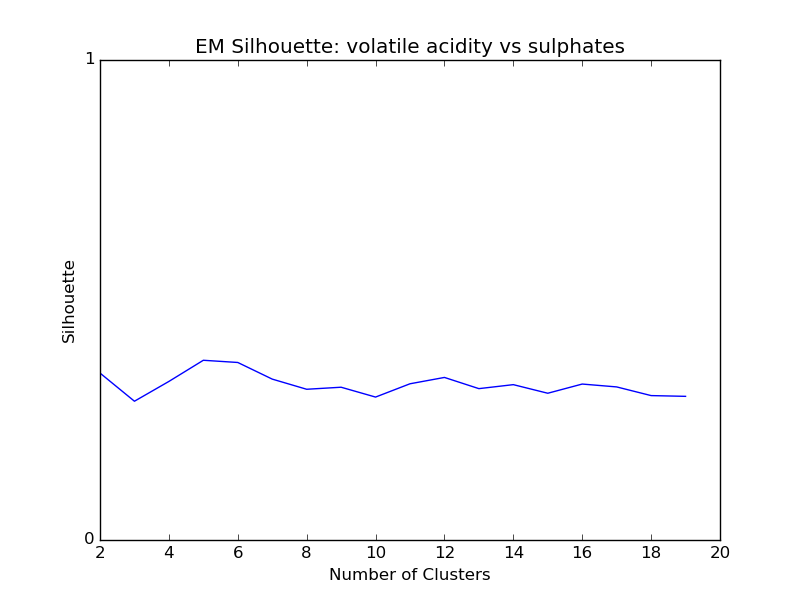 EM Silhouette: volatile acidity vs sulphates
1
Silhouette
0
2 4 6 8 10 12 14 16 18 20
Number of Clusters